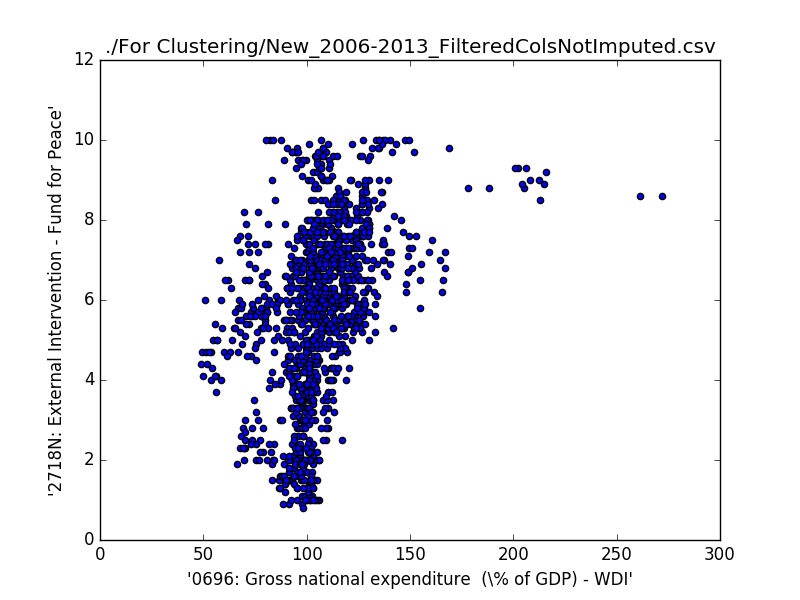 ./For Clustering/New_2006-2013_FilteredColsNotImputed.csv
12
10
8
6
4
2
0
'2718N: External Intervention - Fund for Peace'
0 50 100 150 200 250 300
'0696: Gross national expenditure  (\% of GDP) - WDI'